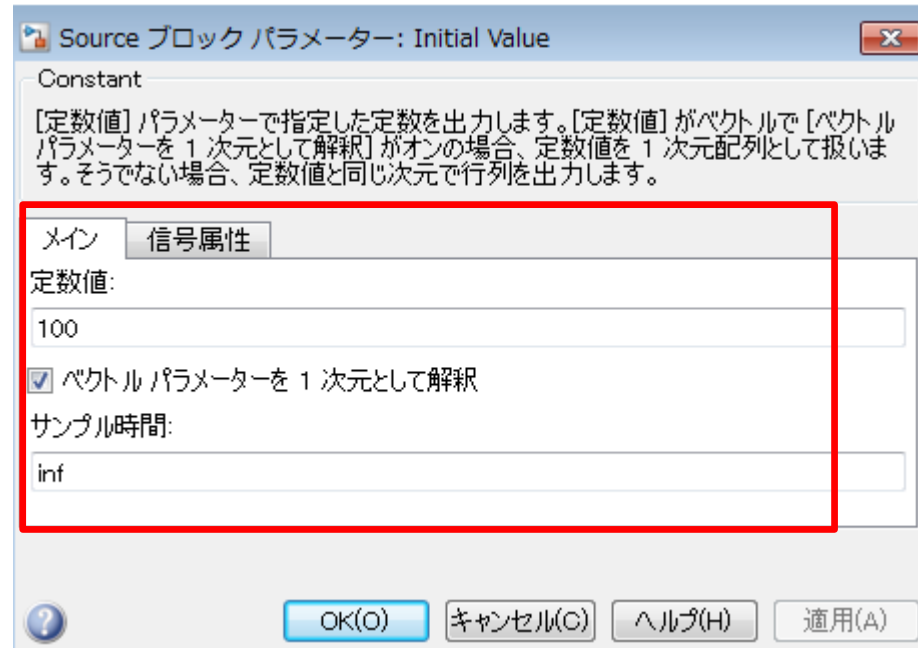 Source ブロック パラメーター: Initial Value
Constant
[定数値] パラメーターで指定した定数を出力します。[定数値] がベクトルで [ベクトル
パラメーターを 1 次元として解釈] がオンの場合、定数値を 1 次元配列として扱いま
す。そうでない場合、定数値と同じ次元で行列を出力します。
メイン 信号属性
定数値:
100
ベクトル パラメーターを 1 次元として解釈
サンプル時間:
inf
OK(O) キャンセル(C) ヘルプ(H) 適用(A)